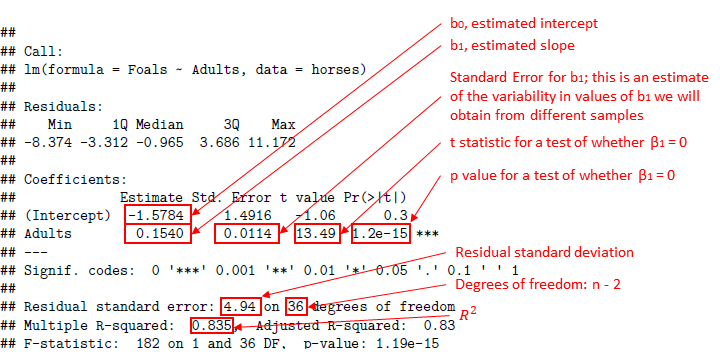 ##
## Call:
## lm(formula = Foals ~ Adults, data = horses)
##
## Residuals:
##    Min     1Q Median     3Q    Max
## -8.374 -3.312 -0.965  3.686 11.172
##
## Coefficients:
##             Estimate Std. Error t value Pr(>|t|)
## (Intercept)  -1.5784     1.4916   -1.06      0.3
## Adults        0.1540     0.0114   13.49  1.2e-15 ***
## ---
## Signif. codes:  0 '***' 0.001 '**' 0.01 '*' 0.05 '.' 0.1 ' ' 1
##
## Residual standard error: 4.94 on 36 degrees of freedom
## Multiple R-squared:  0.835, Adjusted R-squared:  0.83
## F-statistic:  182 on 1 and 36 DF,  p-value: 1.19e-15
b₀, estimated intercept
b₁, estimated slope
Standard Error for b₁; this is an estimate
of the variability in values of b₁ we will
obtain from different samples
t statistic for a test of whether β₁ = 0
p value for a test of whether β₁ = 0
Residual standard deviation
Degrees of freedom: n - 2
R²